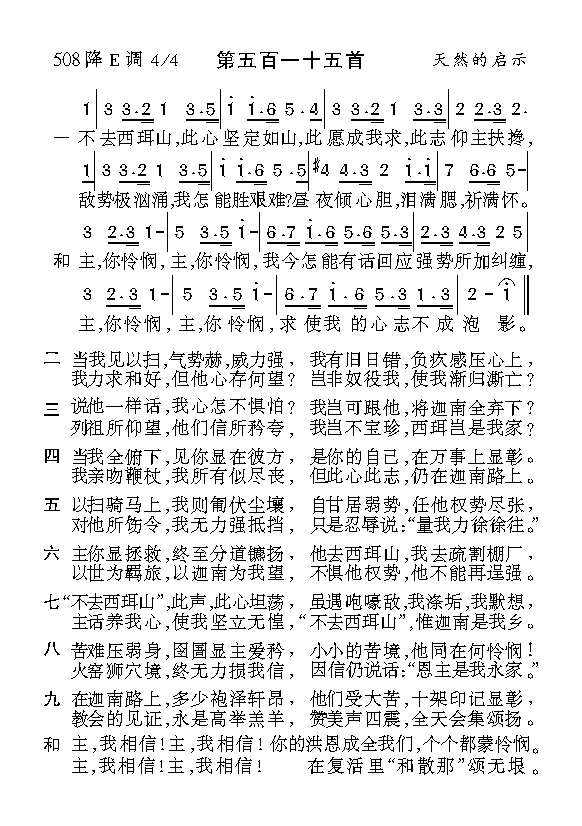 508降E调 4/4 第五百一十五首 天然的启示
1 | 3 3·2 1 3·5 | i i·6 5·4 | 3 3·2 1 3·3 | 2 2·3 2·
一 不去西珥山,此心坚定如山,此愿成我求,此志仰主扶搀,
1 | 3 3·2 1 3·5 | i i·6 5·5 | #4 4·3 2 i·i | 7 6·6 5-
敌势极汹涌,我怎能胜艰难?昼夜倾心胆,泪满腮,祈满怀。
3 2·3 1- | 5 3·5 i- | 6·7 i·6 5·6 5·3 | 2·3 4·3 2 5
和 主,你怜悯,主,你怜悯,我今怎能有话回应强势所加纠缠,
3 2·3 1- | 5 3·5 i- | 6·7 i·6 5·3 1·3 | 2 - i
主,你怜悯,主,你怜悯,求使我的心志不成泡影。
二 当我见以扫,气势赫,威力强, 我有旧日错,负疚感压心上,
我力求和好,但他心存何望? 岂非奴役我,使我渐归澌亡?
三 说他一样话,我心怎不惧怕? 我岂可跟他,将迦南全弃下?
列祖所仰望,他们信所矜夸, 我岂不宝珍,西珥岂是我家?
四 当我全俯下,见你显在彼方, 是你的自己,在万事上显彰。
我亲吻鞭杖,我所有似尽丧, 但此心此志,仍在迦南路上。
五 以扫骑马上,我则匍伏尘壤, 自甘居弱势,任他权势尽张,
对他所饬令,我无力强抵挡, 只是忍辱说:“量我力徐徐往。”
六 主你显拯救,终至分道镳扬, 他去西珥山,我去疏割棚厂,
以世为羁旅,以迦南为我望, 不惧他权势,他不能再逞强。
七 “不去西珥山”,此声,此心坦荡, 虽遇咆嚎敌,我涤垢,我默想,
主话养我心,使我坚立无惶, “不去西珥山”,惟迦南是我乡。
八 苦难压弱身,囹圄显主爱矜, 小小的苦境,他同在何怜悯!
火窑狮穴境,终无力损我信, 因信仍说话:“恩主是我永家。”
九 在迦南路上,多少袍泽轩昂, 他们受大苦,十架印记显彰,
教会的见证,永是高举羔羊, 赞美声四震,全天会集颂扬。
和 主,我相信!主,我相信!你的洪恩成全我们,个个都蒙怜悯。
主,我相信!主,我相信! 在复活里“和散那”颂无垠。